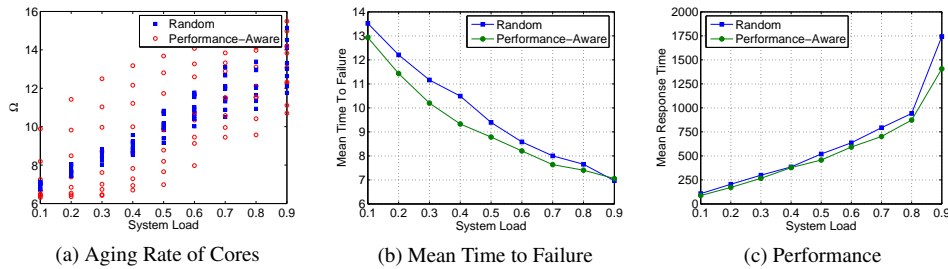 16
14
12
10
8
6
Ω
Random
Performance-Aware
0.1 0.2 0.3 0.4 0.5 0.6 0.7 0.8 0.9
System Load
(a) Aging Rate of Cores
14
13
12
11
10
9
8
7
6
Mean Time To Failure
Random
Performance-Aware
0.1 0.2 0.3 0.4 0.5 0.6 0.7 0.8 0.9
System Load
(b) Mean Time to Failure
2000
1750
1500
1250
1000
750
500
250
0
Mean Response Time
Random
Performance-Aware
0.1 0.2 0.3 0.4 0.5 0.6 0.7 0.8 0.9
System Load
(c) Performance